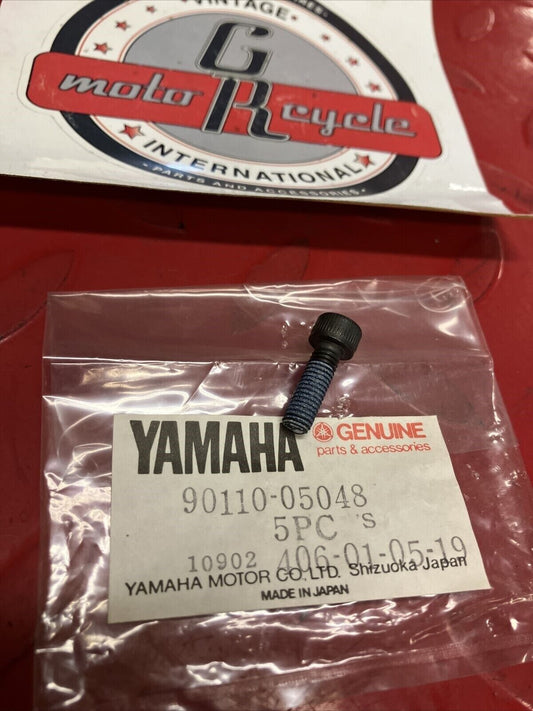 VINTAGE
G
moto R cycle
INTERNATIONAL
PARTS AND ACCESSORIES
YAMAHA GENUINE
parts & accessories
90110-05048
5PC'S
10902 406-01-05-19
YAMAHA MOTOR CO., LTD. Shizuoka Japan
MADE IN JAPAN